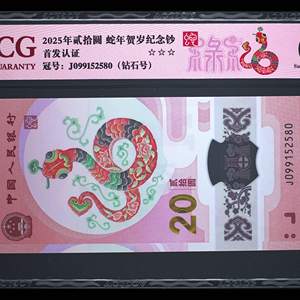 CG
2025年贰拾圆 蛇年贺岁纪念钞
UARANTY
首发认证
☆☆☆
冠号：J099152580（钻石号）
中国人民银行
20
贰拾圆
J099152580